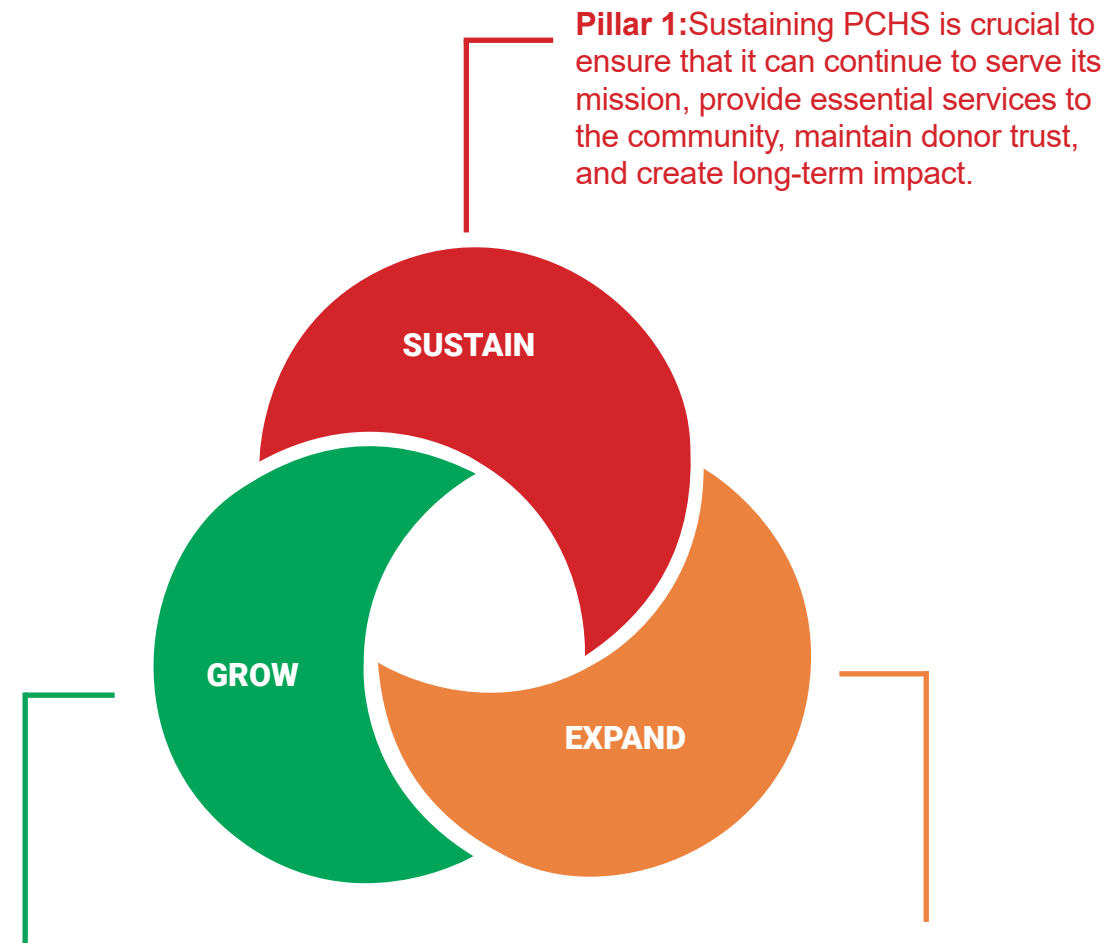 Pillar 1:Sustaining PCHS is crucial to
ensure that it can continue to serve its
mission, provide essential services to
the community, maintain donor trust,
and create long-term impact.
SUSTAIN
GROW
EXPAND